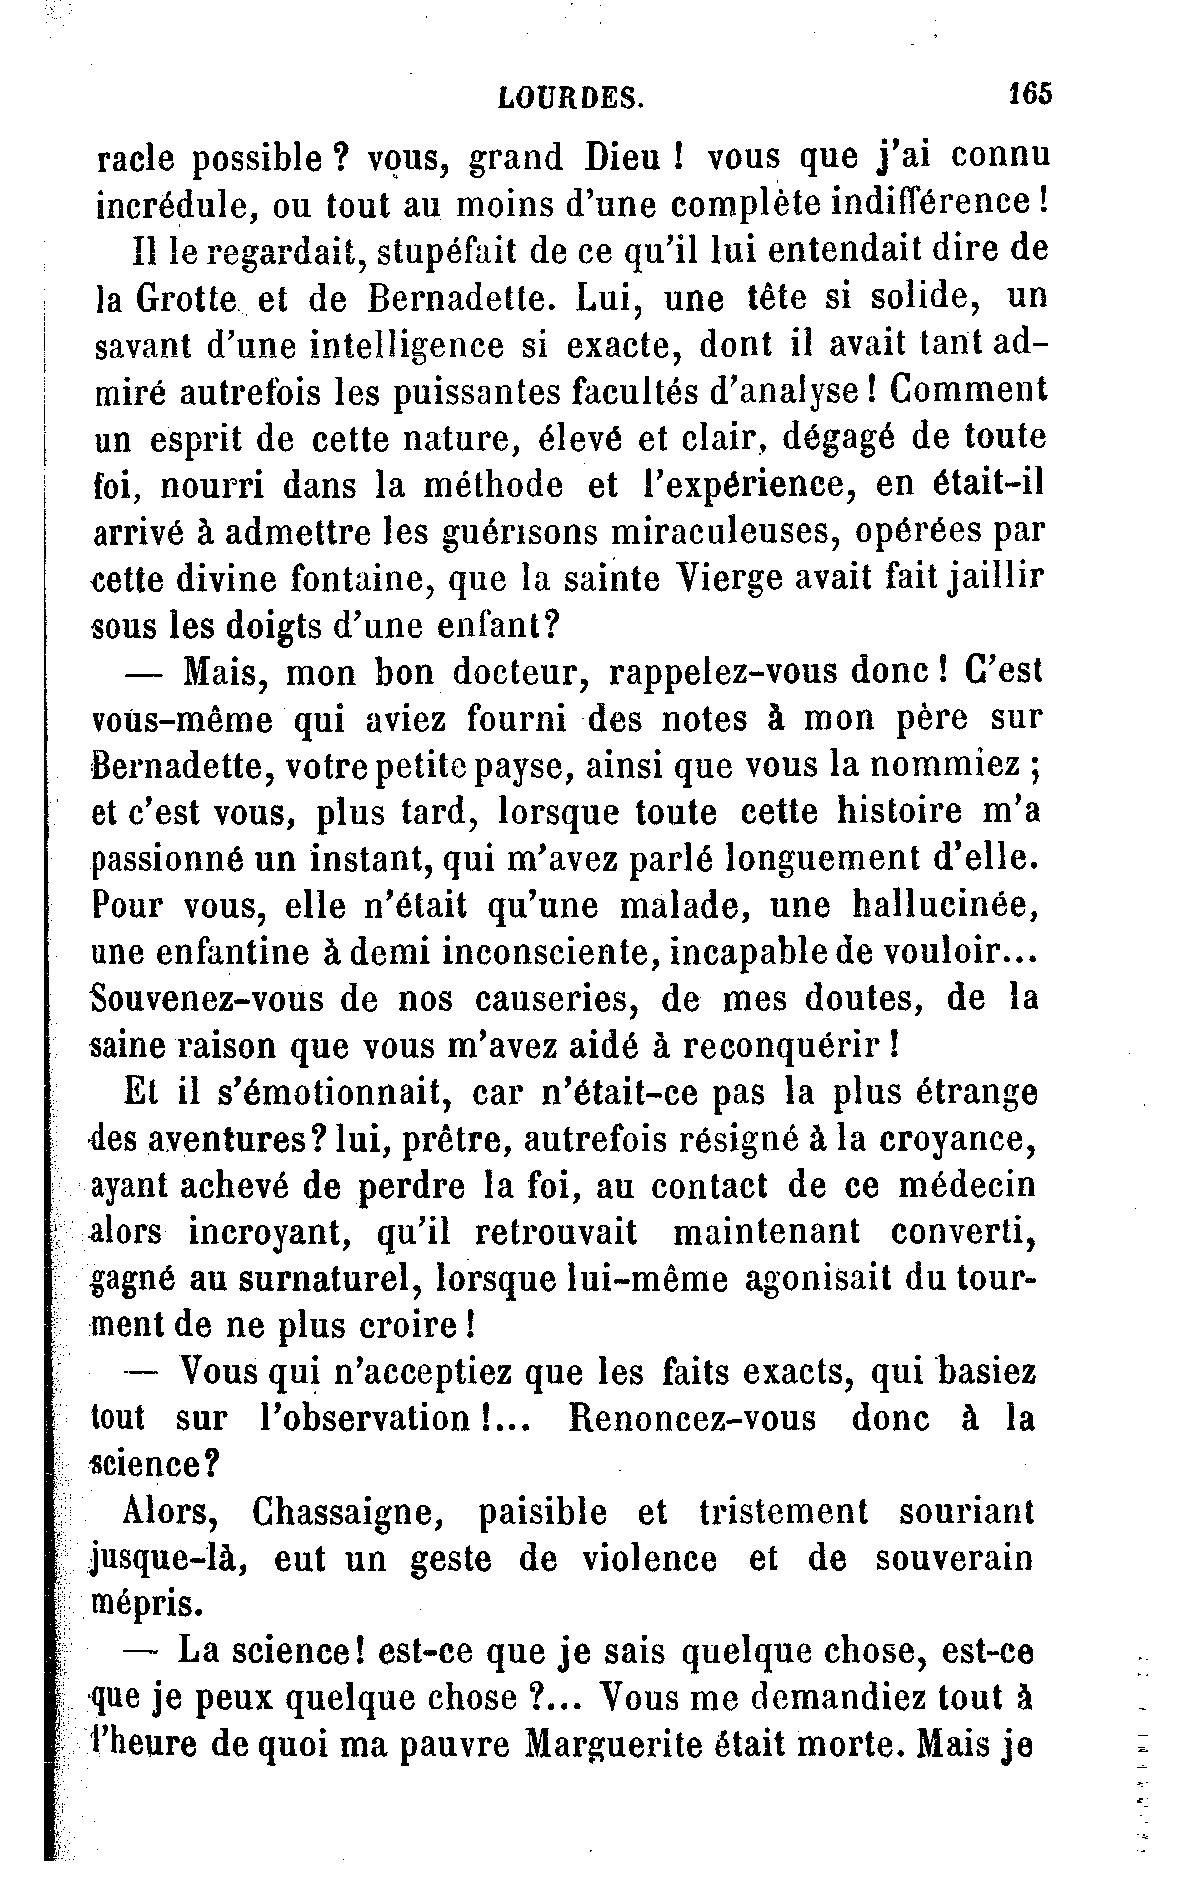 LOURDES. 165
racle possible ? vous, grand Dieu ! vous que j'ai connu
incrédule, ou tout au moins d'une complète indifférence !
Il le regardait, stupéfait de ce qu'il lui entendait dire de
la Grotte et de Bernadette. Lui, une tête si solide, un
savant d'une intelligence si exacte, dont il avait tant ad-
miré autrefois les puissantes facultés d'analyse ! Comment
un esprit de cette nature, élevé et clair, dégagé de toute
foi, nourri dans la méthode et l'expérience, en était-il
arrivé à admettre les guérisons miraculeuses, opérées par
cette divine fontaine, que la sainte Vierge avait fait jaillir
sous les doigts d'une enfant?
— Mais, mon bon docteur, rappelez-vous donc ! C'est
vous-même qui aviez fourni des notes à mon père sur
Bernadette, votre petite payse, ainsi que vous la nommiez ;
et c'est vous, plus tard, lorsque toute cette histoire m'a
passionné un instant, qui m'avez parlé longuement d'elle.
Pour vous, elle n'était qu'une malade, une hallucinée,
une enfantine à demi inconsciente, incapable de vouloir...
Souvenez-vous de nos causeries, de mes doutes, de la
saine raison que vous m'avez aidé à reconquérir !
Et il s'émotionnait, car n'était-ce pas la plus étrange
des aventures? lui, prêtre, autrefois résigné à la croyance,
ayant achevé de perdre la foi, au contact de ce médecin
alors incroyant, qu'il retrouvait maintenant converti,
gagné au surnaturel, lorsque lui-même agonisait du tour-
ment de ne plus croire !
— Vous qui n'acceptiez que les faits exacts, qui basiez
tout sur l'observation !... Renoncez-vous donc à la
science?
Alors, Chassaigne, paisible et tristement souriant
jusque-là, eut un geste de violence et de souverain
mépris.
— La science! est-ce que je sais quelque chose, est-ce
que je peux quelque chose ?... Vous me demandiez tout à
l'heure de quoi ma pauvre Marguerite était morte. Mais je